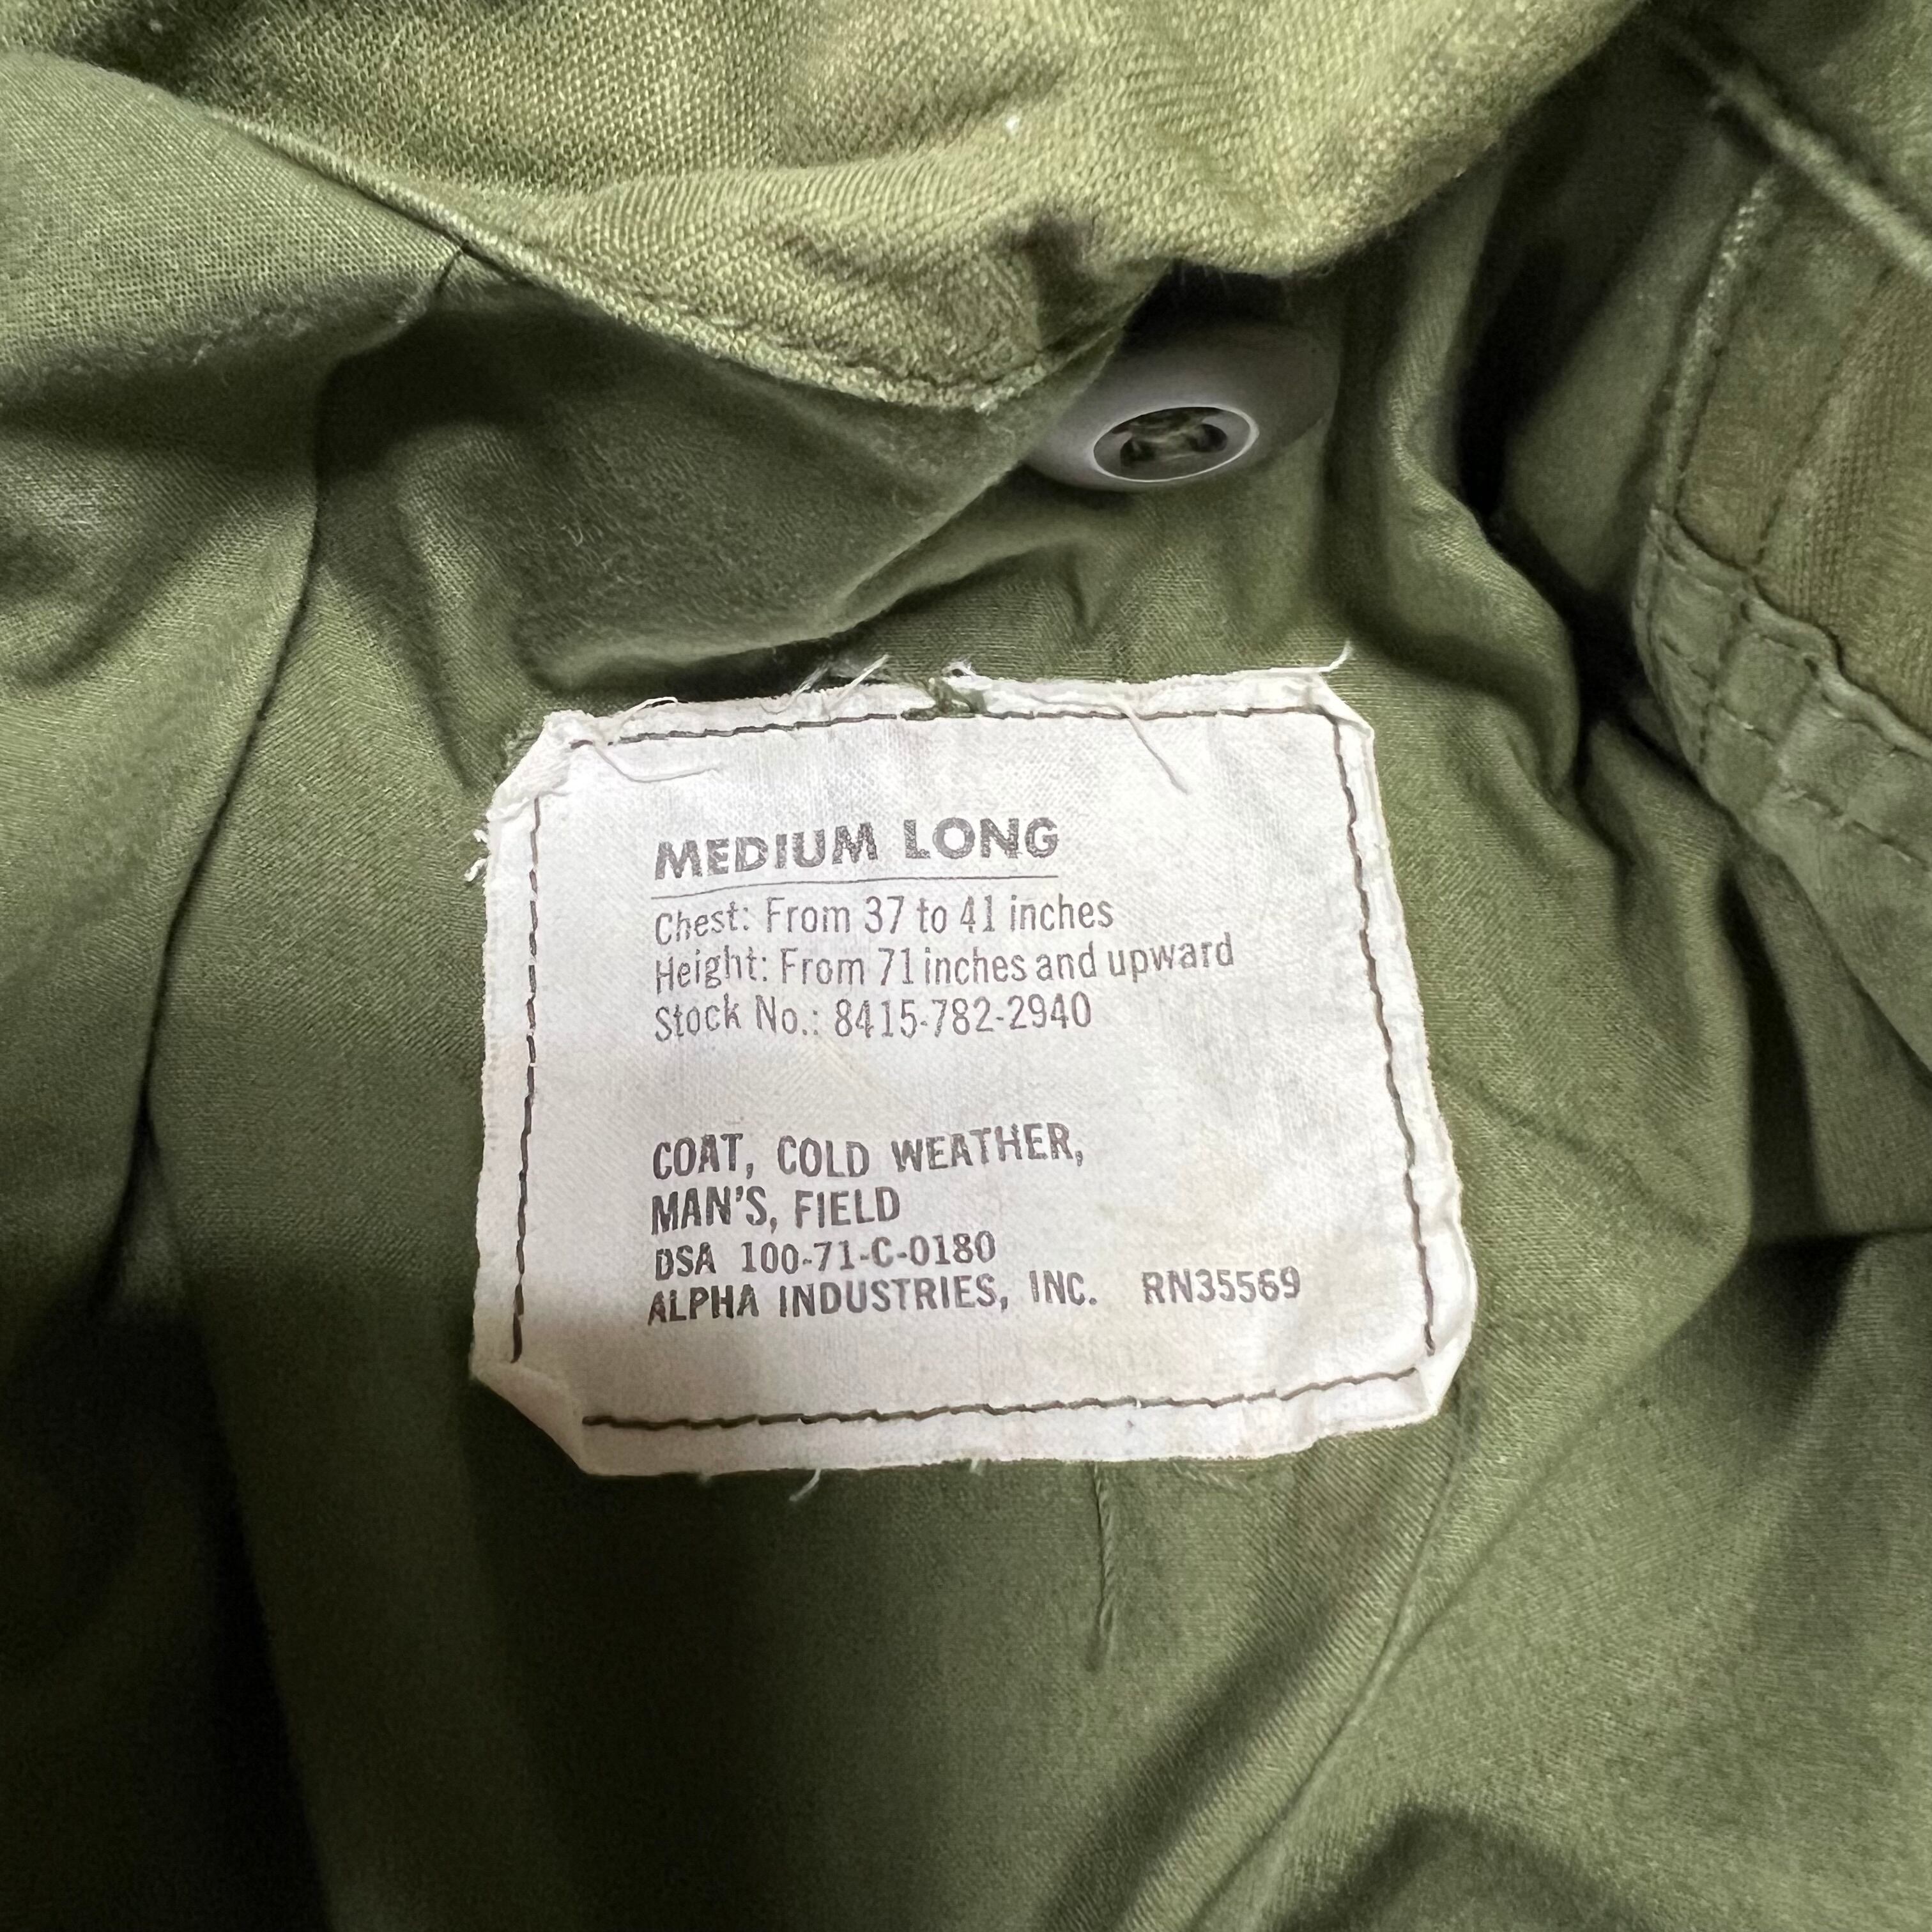 MEDIUM LONG
Chest: From 37 to 41 inches
Height: From 71 inches and upward
Stock No.: 8415-782-2940
COAT, COLD WEATHER,
MAN'S, FIELD
DSA 100-71-C-0180
ALPHA INDUSTRIES, INC. RN35569